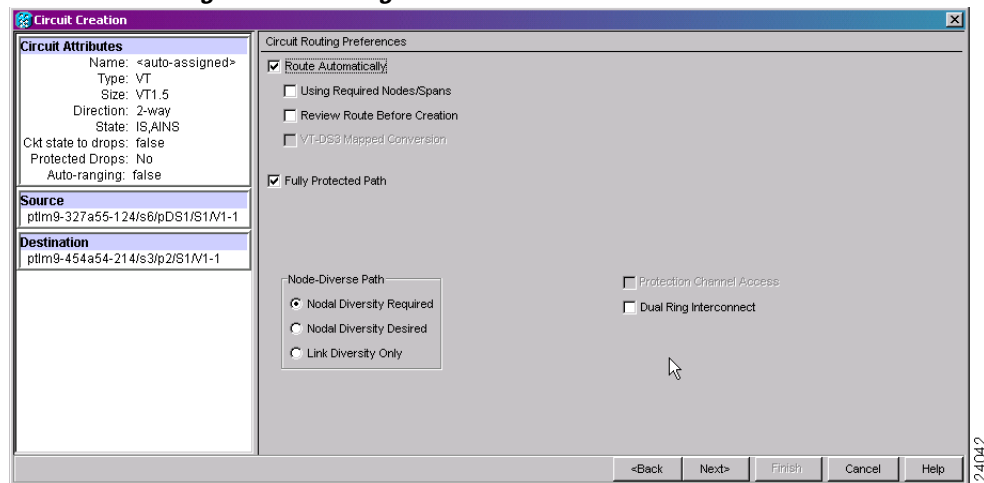 Circuit Creation
Circuit Attributes
Name: <auto-assigned>
Type: VT
Size: VT1.5
Direction: 2-way
State: IS,AINS
Ckt state to drops: false
Protected Drops: No
Auto-ranging: false
Source
ptlm9-327a55-124/s6/pDS1/S1/V1-1
Destination
ptlm9-454a54-214/s3/p2/S1/V1-1
Circuit Routing Preferences
Route Automatically
Using Required Nodes/Spans
Review Route Before Creation
VT-DS3 Mapped Conversion
Fully Protected Path
Node-Diverse Path
Nodal Diversity Required
Nodal Diversity Desired
Link Diversity Only
Protection Channel Access
Dual Ring Interconnect
<Back Next> Finish Cancel Help
24042